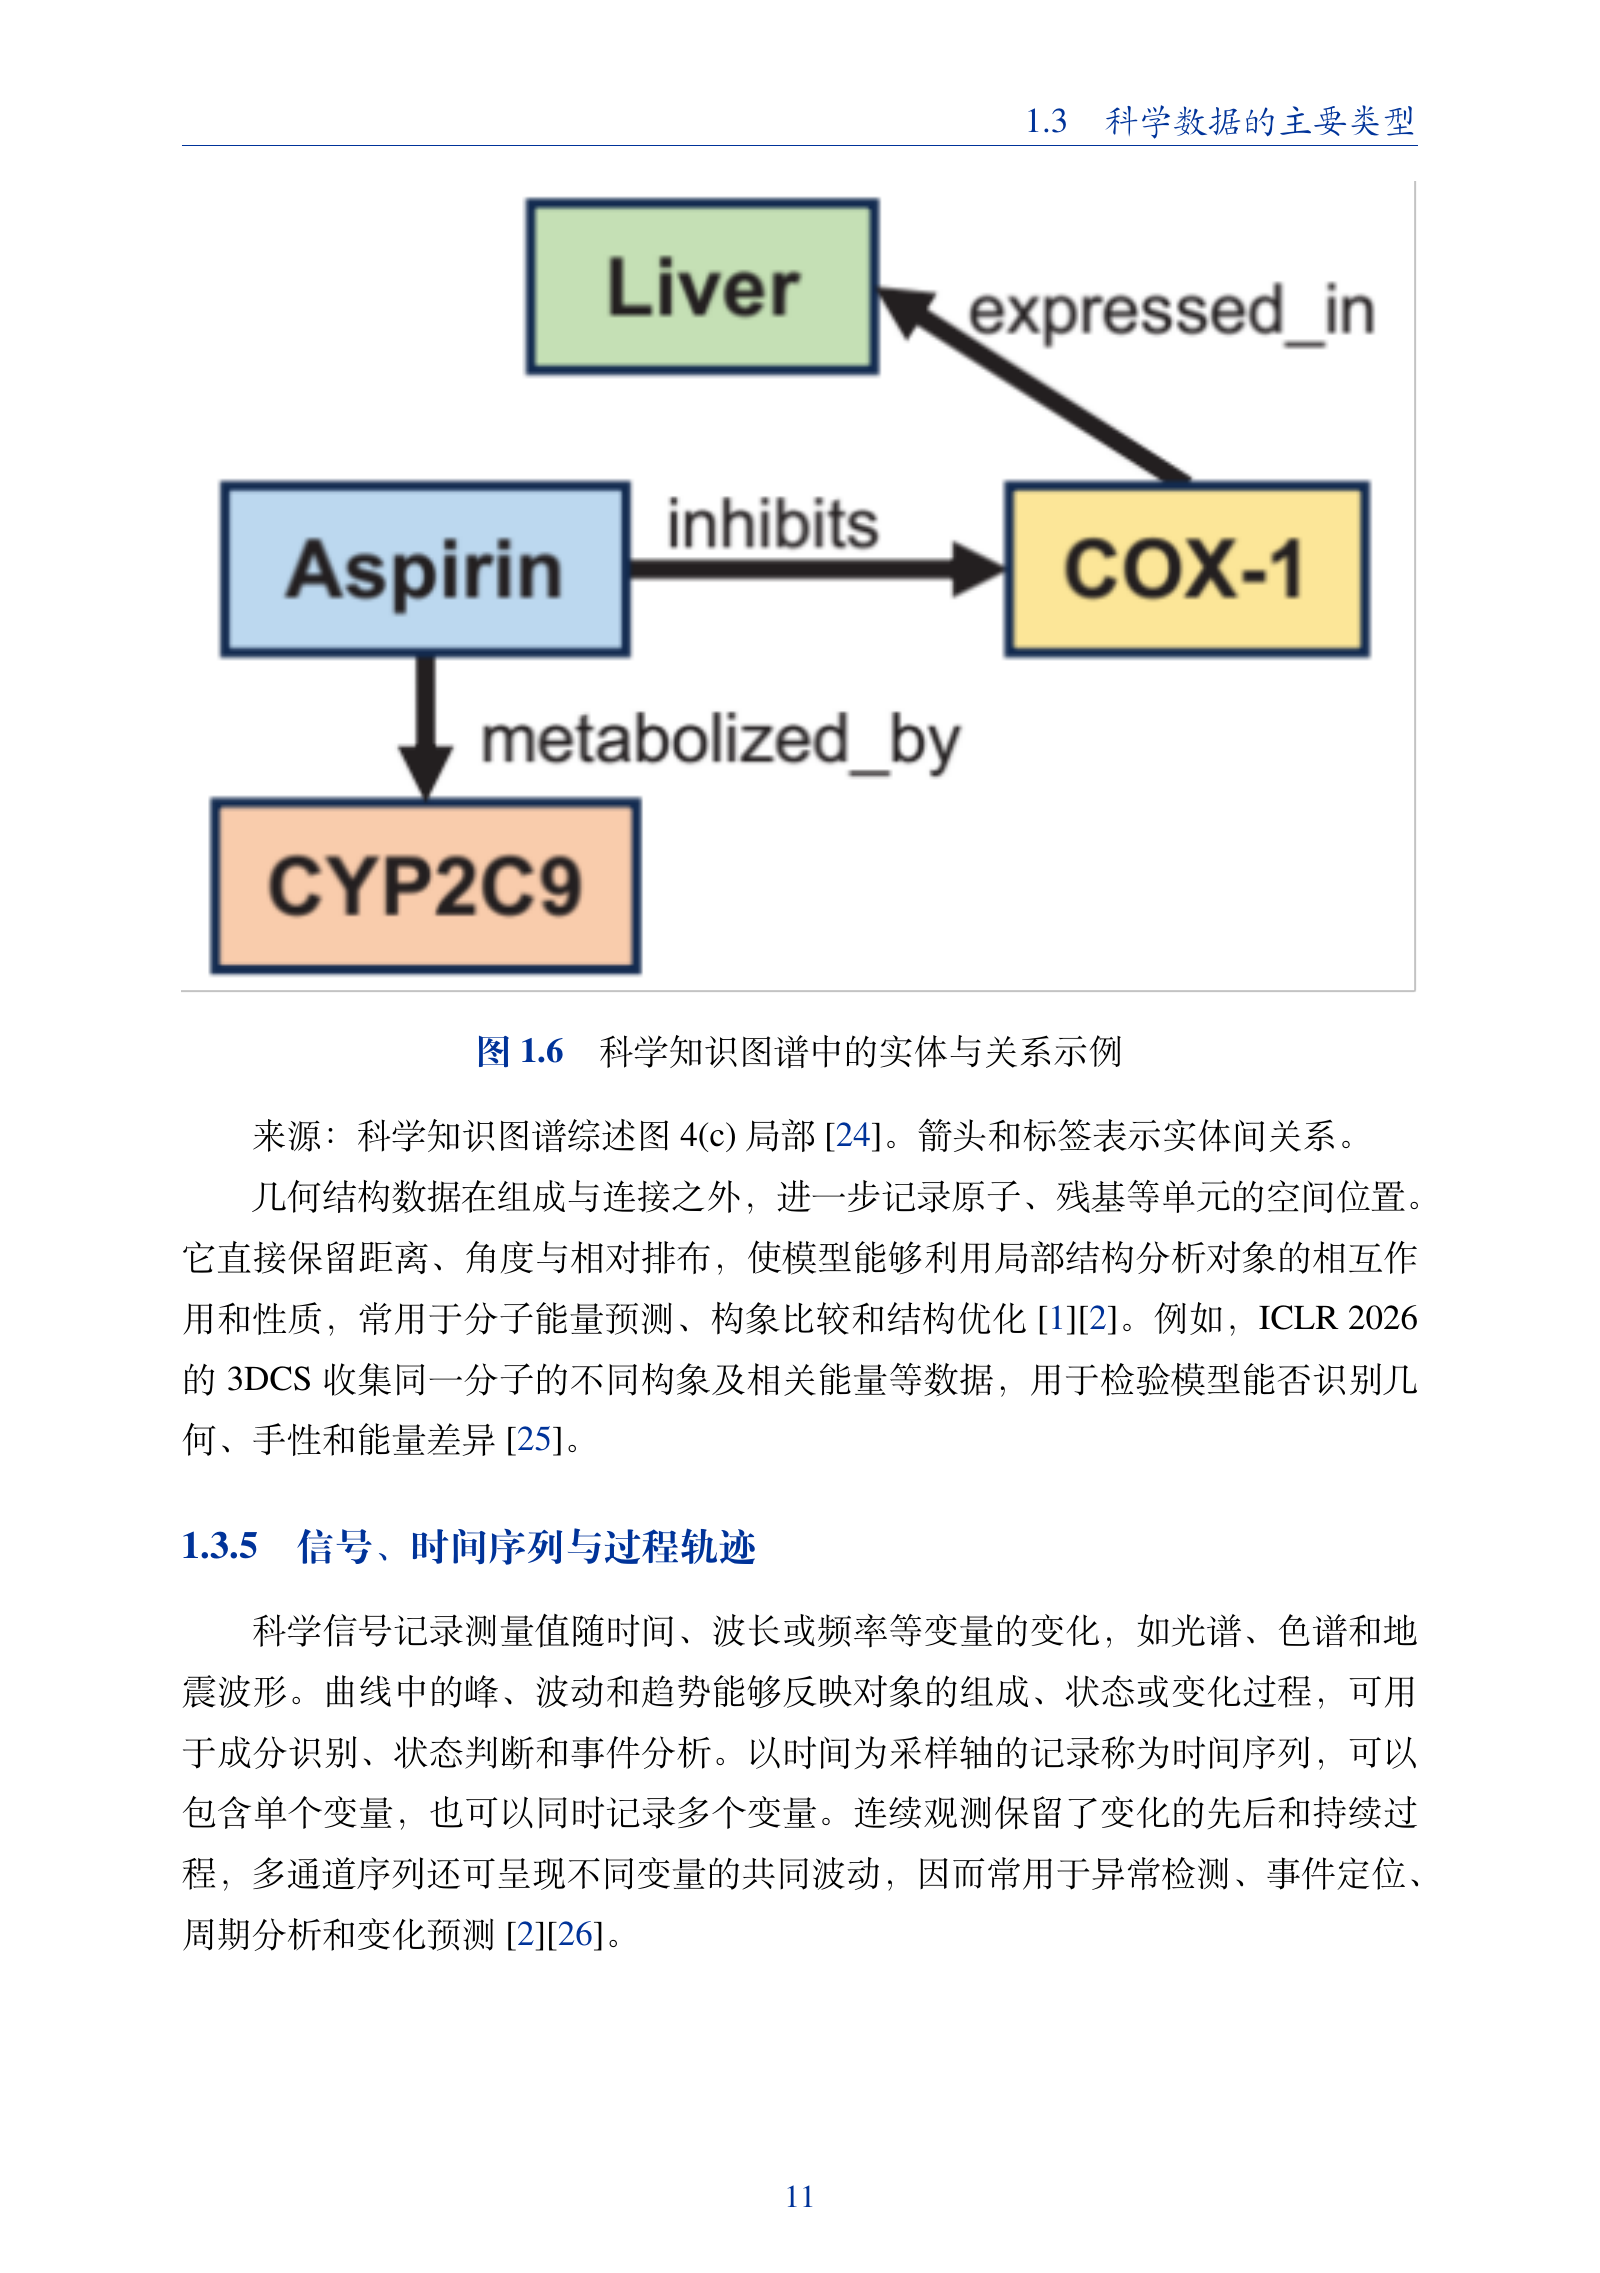 1.3 科学数据的主要类型
Liver
expressed_in
Aspirin
inhibits
COX-1
metabolized_by
CYP2C9
图 1.6 科学知识图谱中的实体与关系示例
来源：科学知识图谱综述图 4(c) 局部 [24]。箭头和标签表示实体间关系。
几何结构数据在组成与连接之外，进一步记录原子、残基等单元的空间位置。
它直接保留距离、角度与相对排布，使模型能够利用局部结构分析对象的相互作
用和性质，常用于分子能量预测、构象比较和结构优化 [1][2]。例如，ICLR 2026
的 3DCS 收集同一分子的不同构象及相关能量等数据，用于检验模型能否识别几
何、手性和能量差异 [25]。
1.3.5 信号、时间序列与过程轨迹
科学信号记录测量值随时间、波长或频率等变量的变化，如光谱、色谱和地
震波形。曲线中的峰、波动和趋势能够反映对象的组成、状态或变化过程，可用
于成分识别、状态判断和事件分析。以时间为采样轴的记录称为时间序列，可以
包含单个变量，也可以同时记录多个变量。连续观测保留了变化的先后和持续过
程，多通道序列还可呈现不同变量的共同波动，因而常用于异常检测、事件定位、
周期分析和变化预测 [2][26]。
11